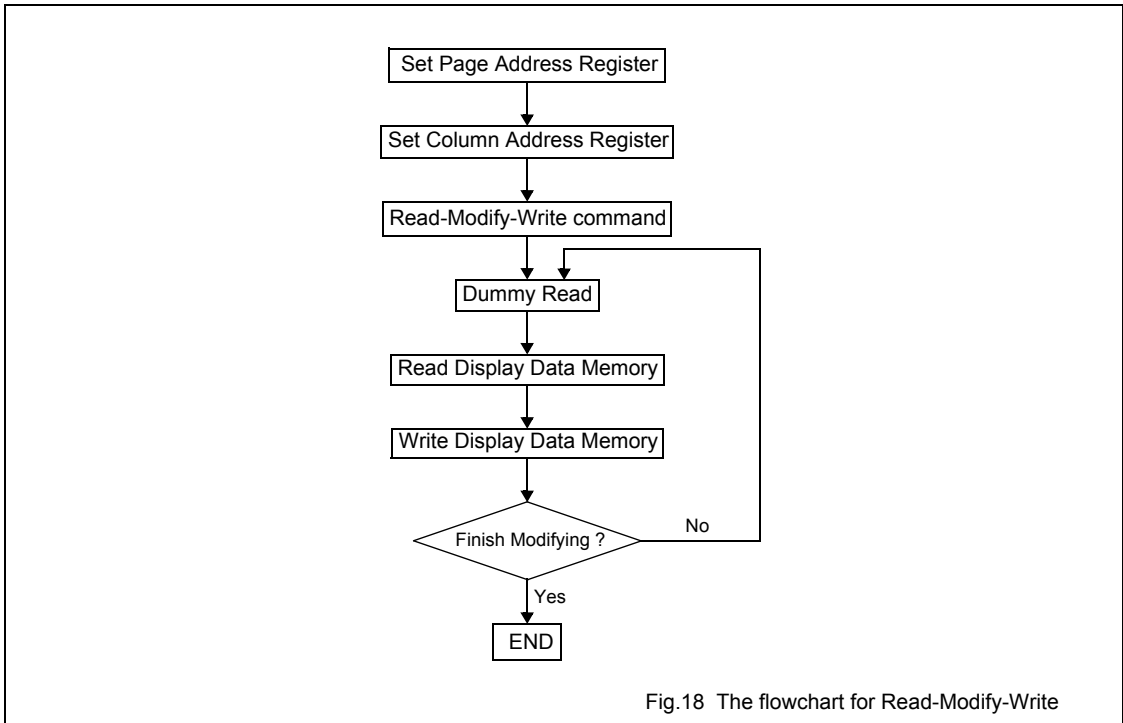 Set Page Address Register
Set Column Address Register
Read-Modify-Write command
Dummy Read
Read Display Data Memory
Write Display Data Memory
Finish Modifying ?
No
Yes
END
Fig.18 The flowchart for Read-Modify-Write